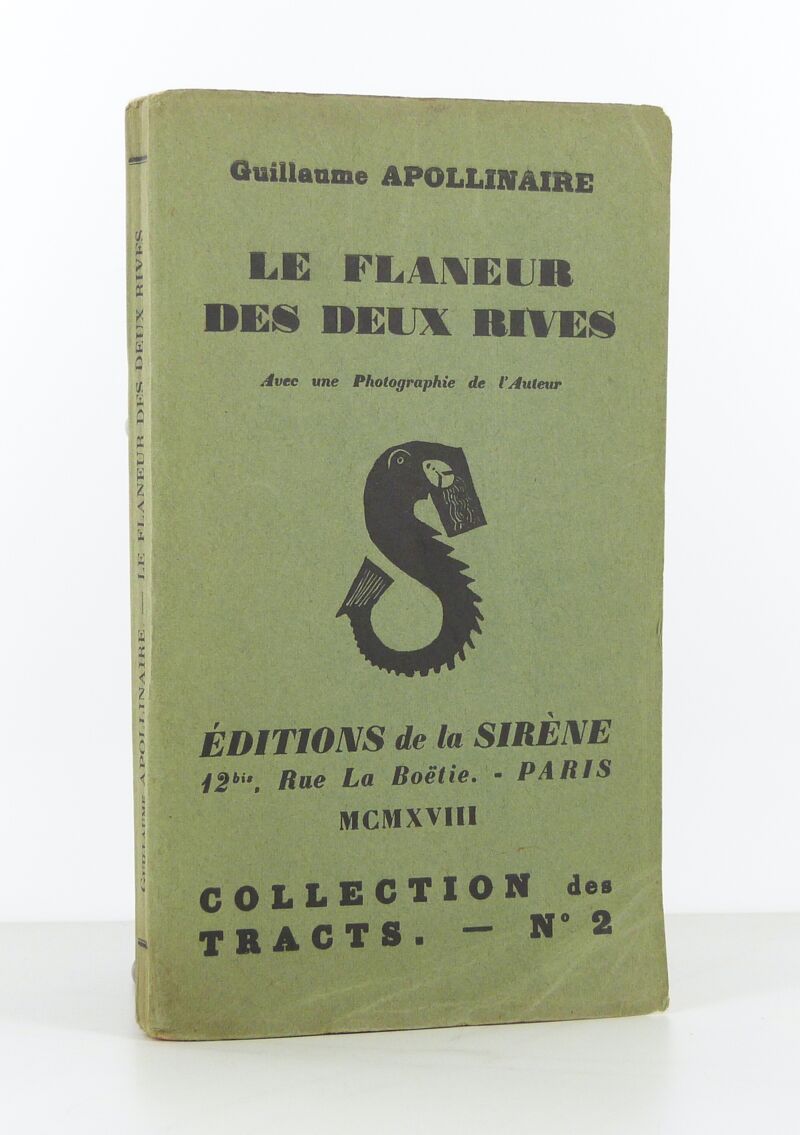 Guillaume APOLLINAIRE
LE FLANEUR
DES DEUX RIVES
Avec une Photographie de l'Auteur
ÉDITIONS de la SIRÈNE
12bis, Rue La Boëtie. - PARIS
MCMXVIII
COLLECTION des
TRACTS. — N° 2
GUILLAUME APOLLINAIRE. — LE FLANEUR DES DEUX RIVES